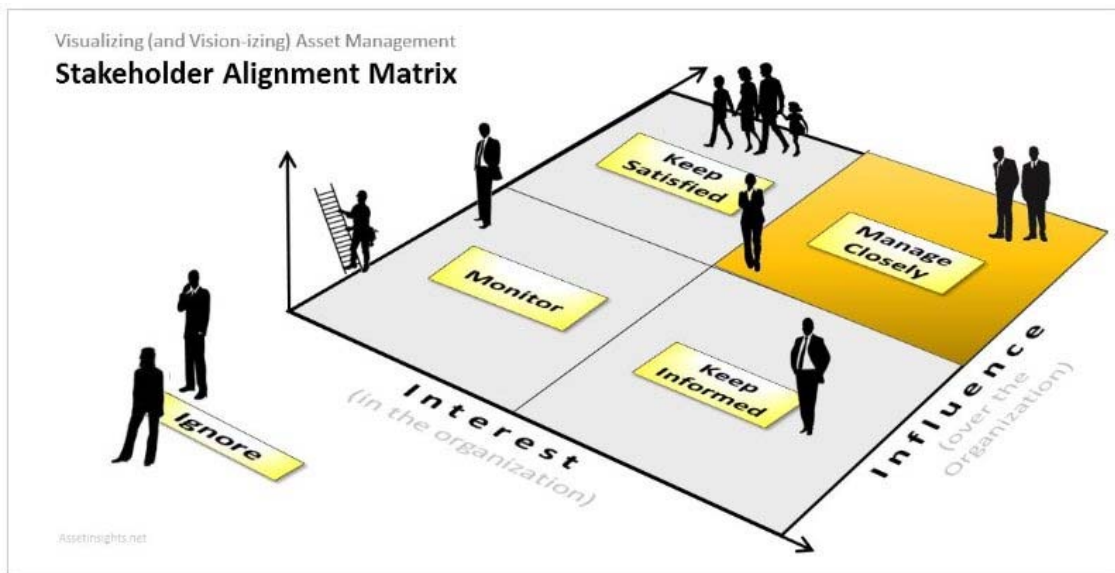 Visualizing (and Vision-izing) Asset Management
Stakeholder Alignment Matrix
Keep
Satisfied
Manage
Closely
Monitor
Keep
Informed
Ignore
Interest
(in the organization)
Influence
(over the
Organization)
Assetinsights.net